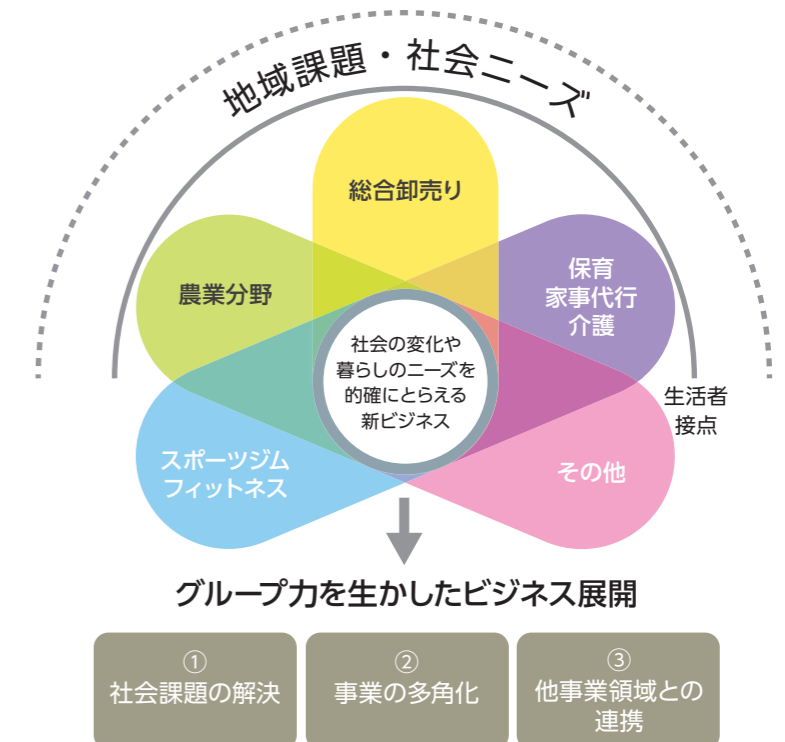 地域課題・社会ニーズ
総合卸売り
農業分野
保育
家事代行
介護
社会の変化や
暮らしのニーズを
的確にとらえる
新ビジネス
生活者
接点
スポーツジム
フィットネス
その他
グループ力を生かしたビジネス展開
①
社会課題の解決
②
事業の多角化
③
他事業領域との
連携